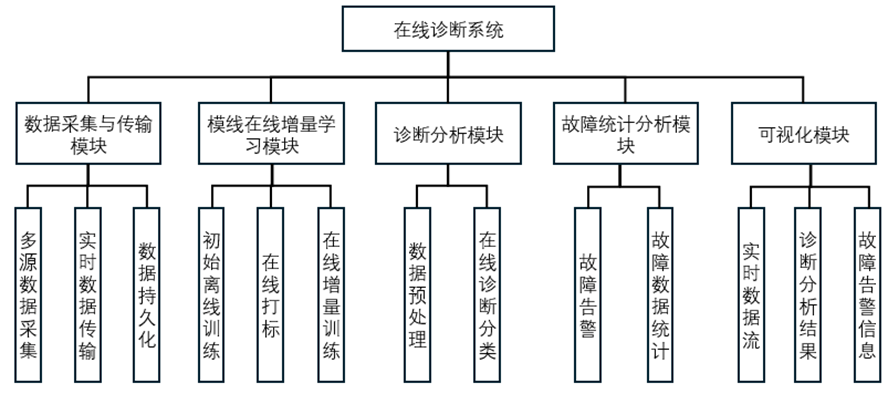 在线诊断系统
数据采集与传输
模块
模线在线增量学
习模块
诊断分析模块
故障统计分析模
块
可视化模块
多源数据采集
实时数据传输
数据持久化
初始离线训练
在线打标
在线增量训练
数据预处理
在线诊断分类
故障告警
故障数据统计
实时数据流
诊断分析结果
故障告警信息